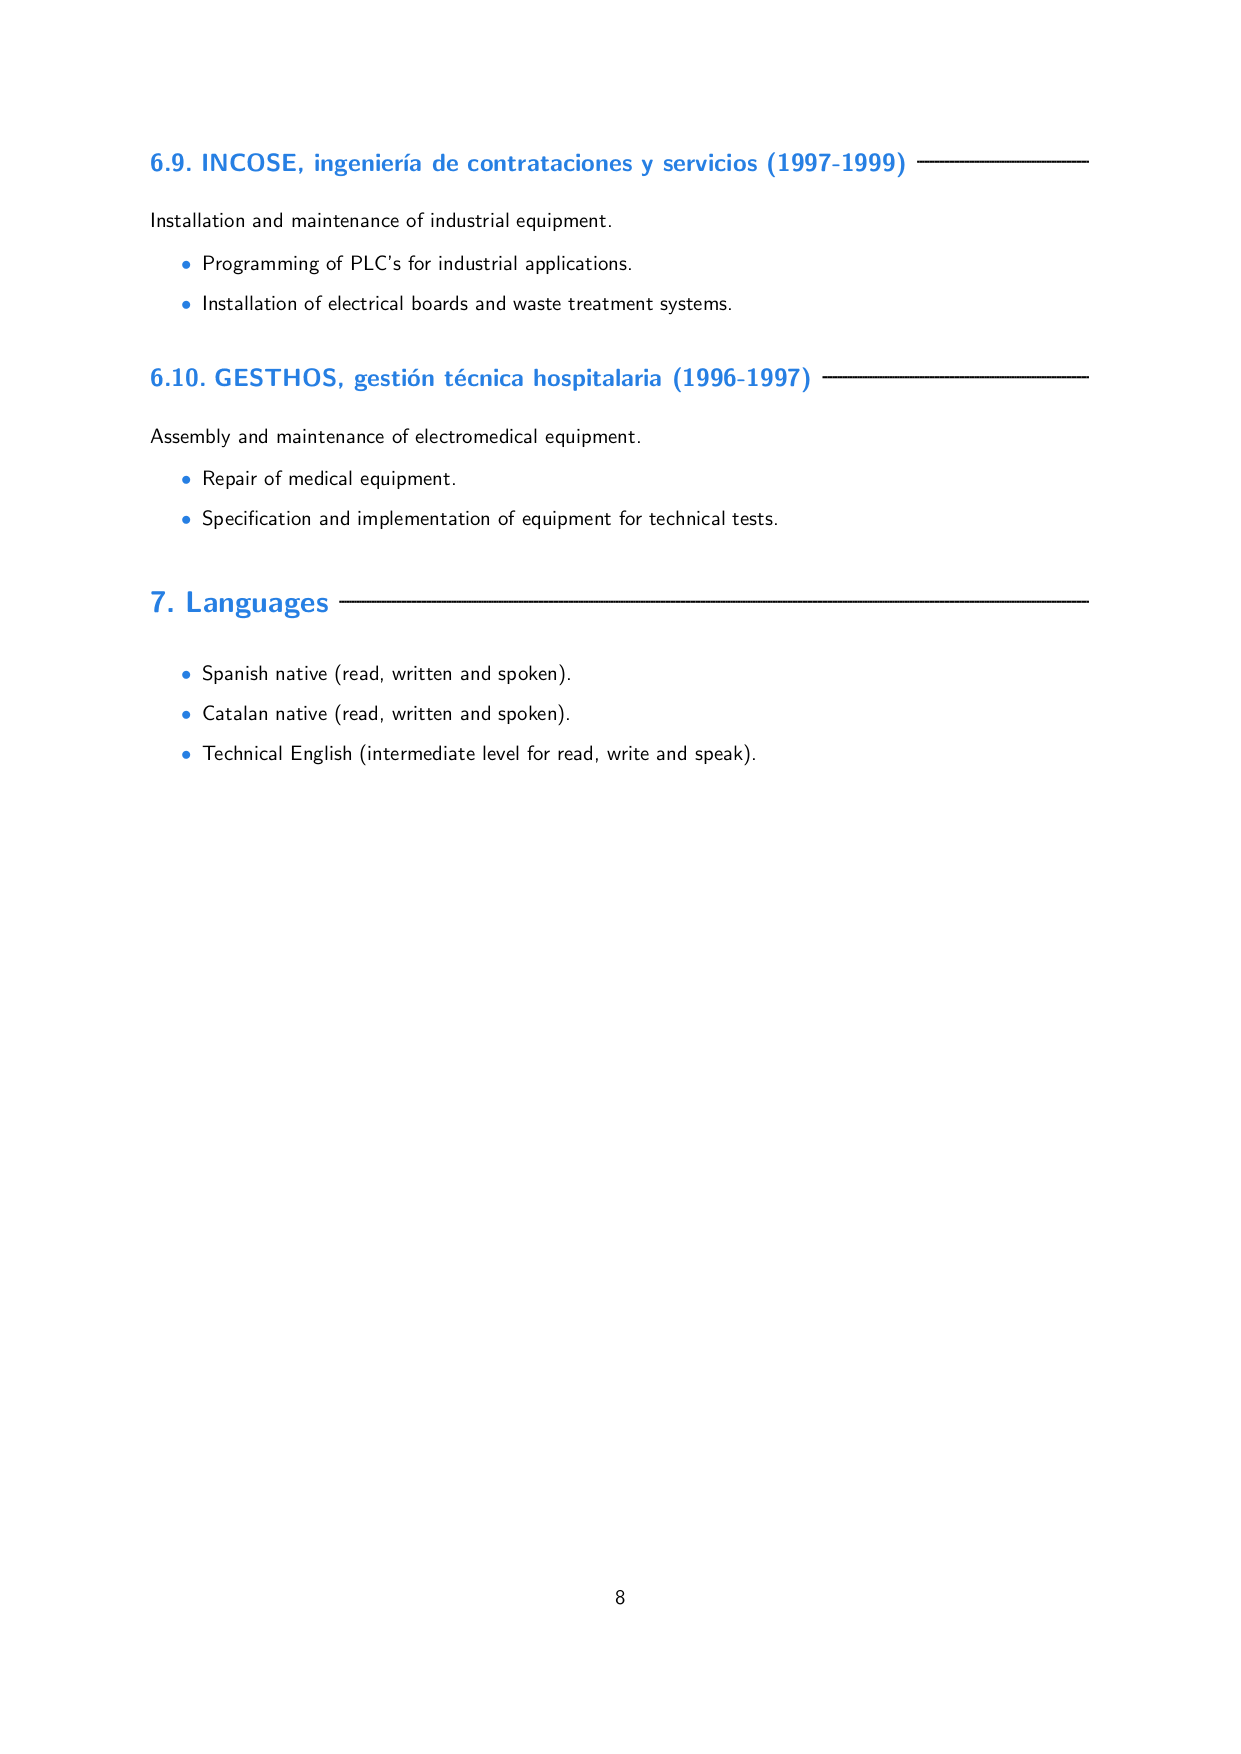 6.9. INCOSE, ingeniería de contrataciones y servicios (1997-1999)
Installation and maintenance of industrial equipment.
• Programming of PLC's for industrial applications.
• Installation of electrical boards and waste treatment systems.
6.10. GESTHOS, gestión técnica hospitalaria (1996-1997)
Assembly and maintenance of electromedical equipment.
• Repair of medical equipment.
• Specification and implementation of equipment for technical tests.
7. Languages
• Spanish native (read, written and spoken).
• Catalan native (read, written and spoken).
• Technical English (intermediate level for read, write and speak).
8